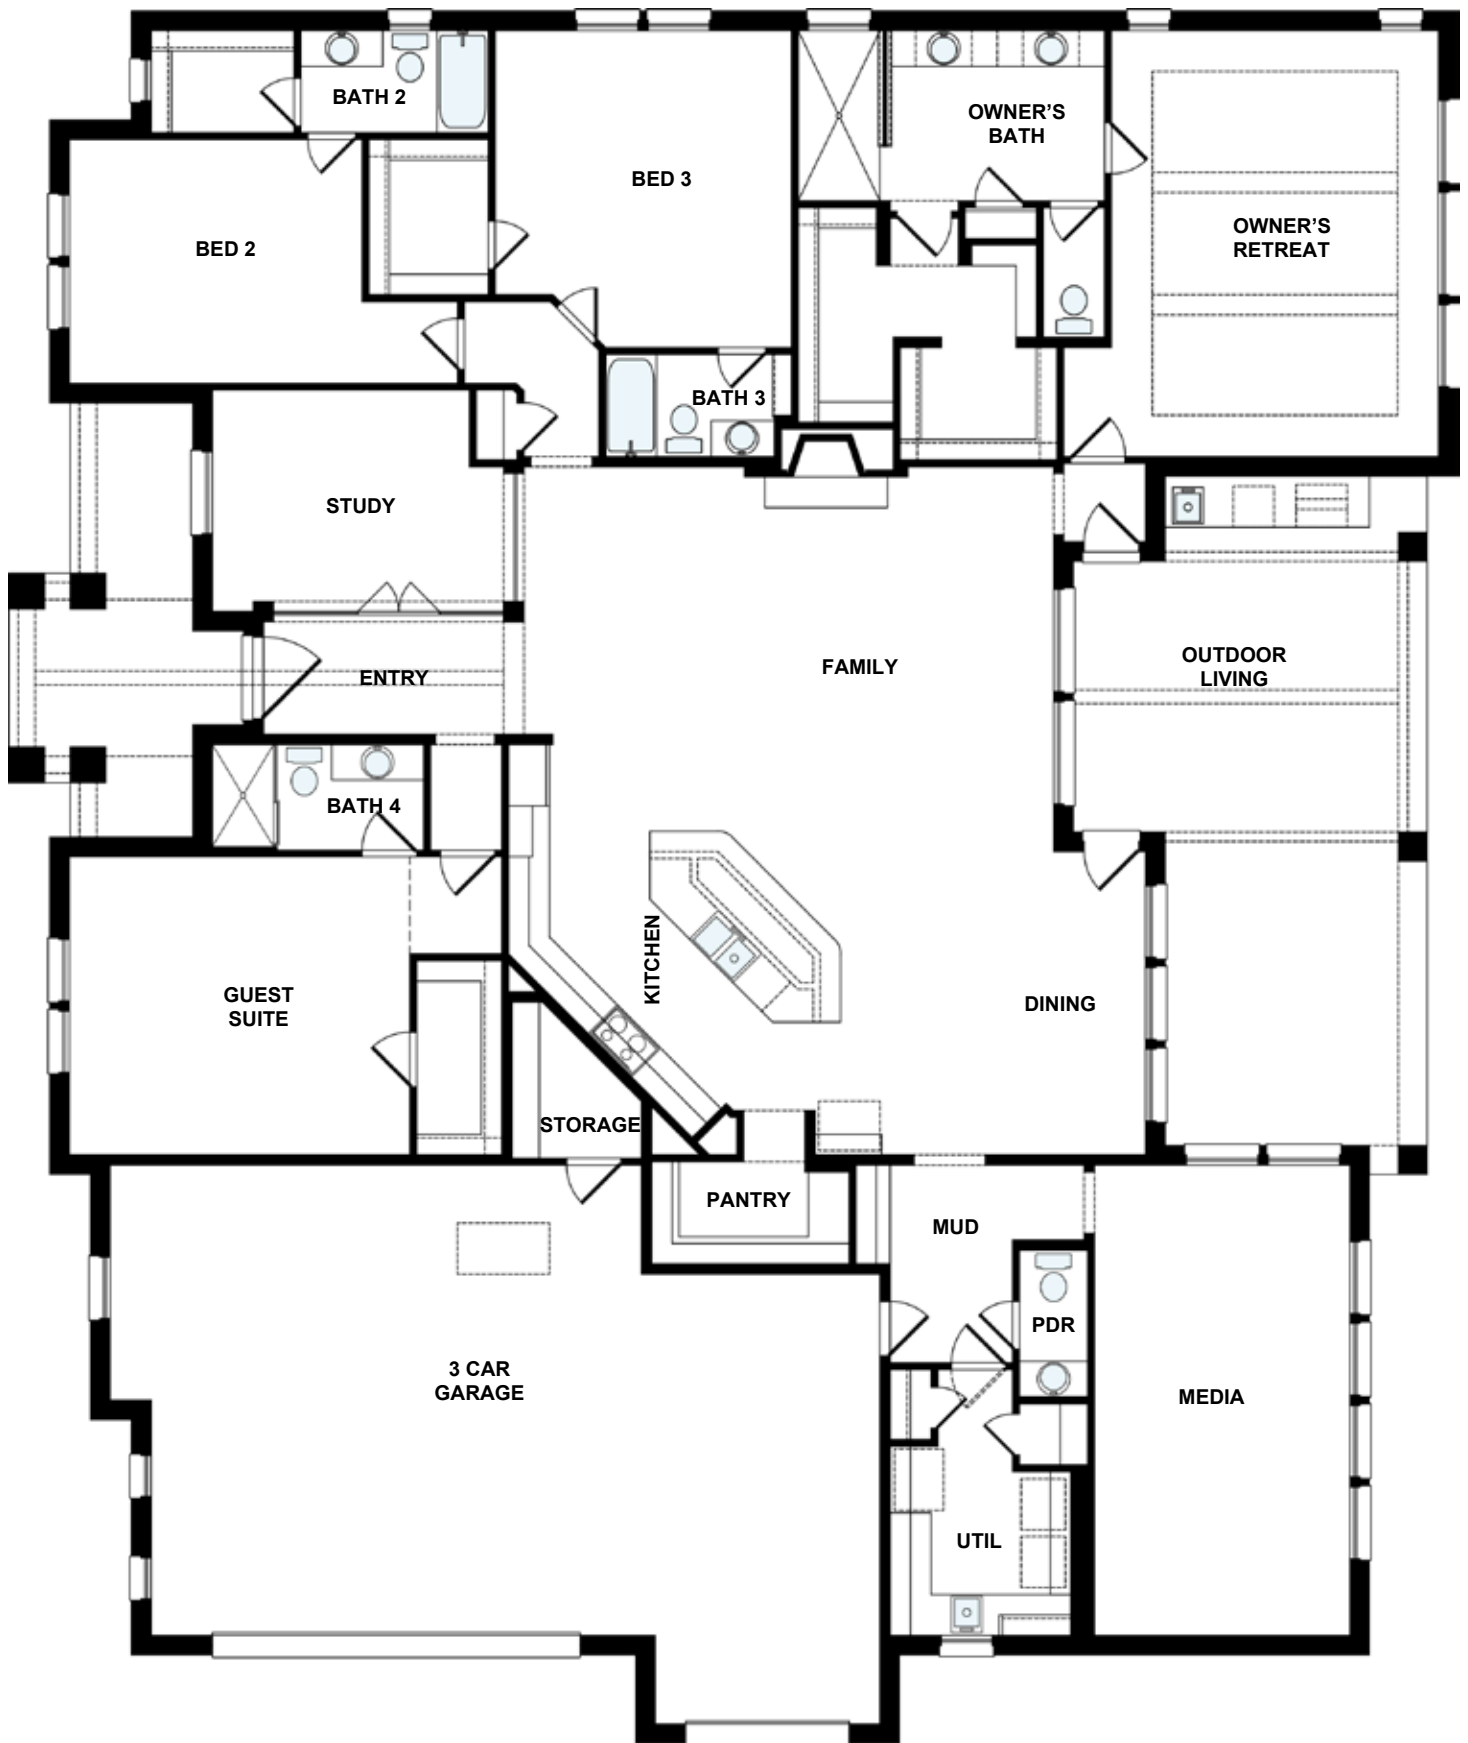 BATH 2
OWNER’S
BATH
BED 3
OWNER’S
RETREAT
BED 2
BATH 3
STUDY
FAMILY
OUTDOOR
LIVING
ENTRY
BATH 4
KITCHEN
GUEST
SUITE
DINING
STORAGE
PANTRY
MUD
PDR
3 CAR
GARAGE
MEDIA
UTIL